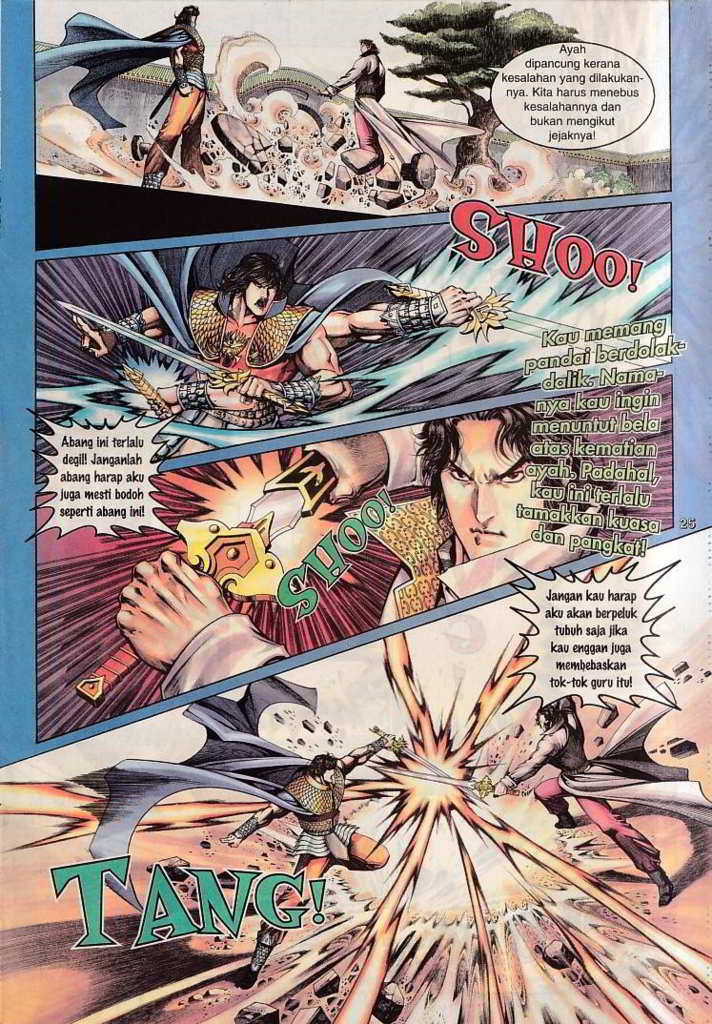 Ayah
dipancung kerana
kesalahan yang dilakukan-
nya. Kita harus menebus
kesalahannya dan
bukan mengikut
jejaknya!
SHOO!
Kau memang
pandai berdolak-
dalik. Nama-
nya kau ingin
menuntut bela
atas kematian
ayah. Padahal,
kau ini terlalu
tamakkan kuasa
dan pangkat!
Abang ini terlalu
degil! Janganlah
abang harap aku
juga mesti bodoh
seperti abang ini!
SHOO!
25
Jangan kau harap
aku akan berpeluk
tubuh saja jika
kau enggan juga
membebaskan
tok-tok guru itu!
TANG!